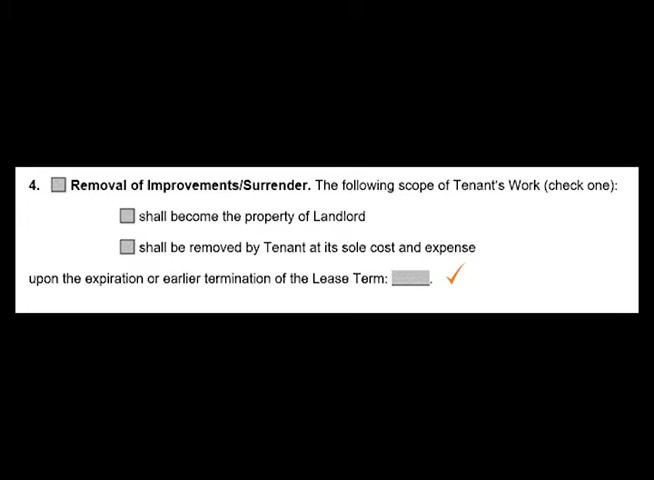 4. Removal of Improvements/Surrender. The following scope of Tenant's Work (check one):
shall become the property of Landlord
shall be removed by Tenant at its sole cost and expense
upon the expiration or earlier termination of the Lease Term: .